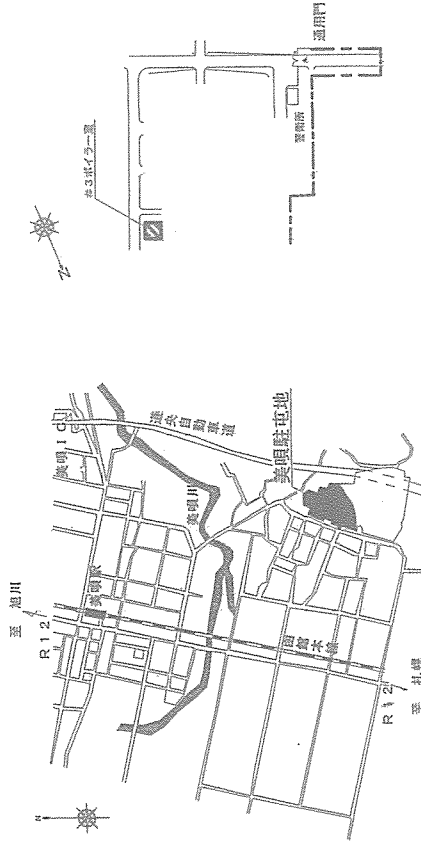 N
至 旭川
R12
美唄駅
美唄IC
道央自動車道
美唄川
美唄駐屯地
函館本線
R12
至 札幌
N
#3ボイラー室
警衛所
通用門